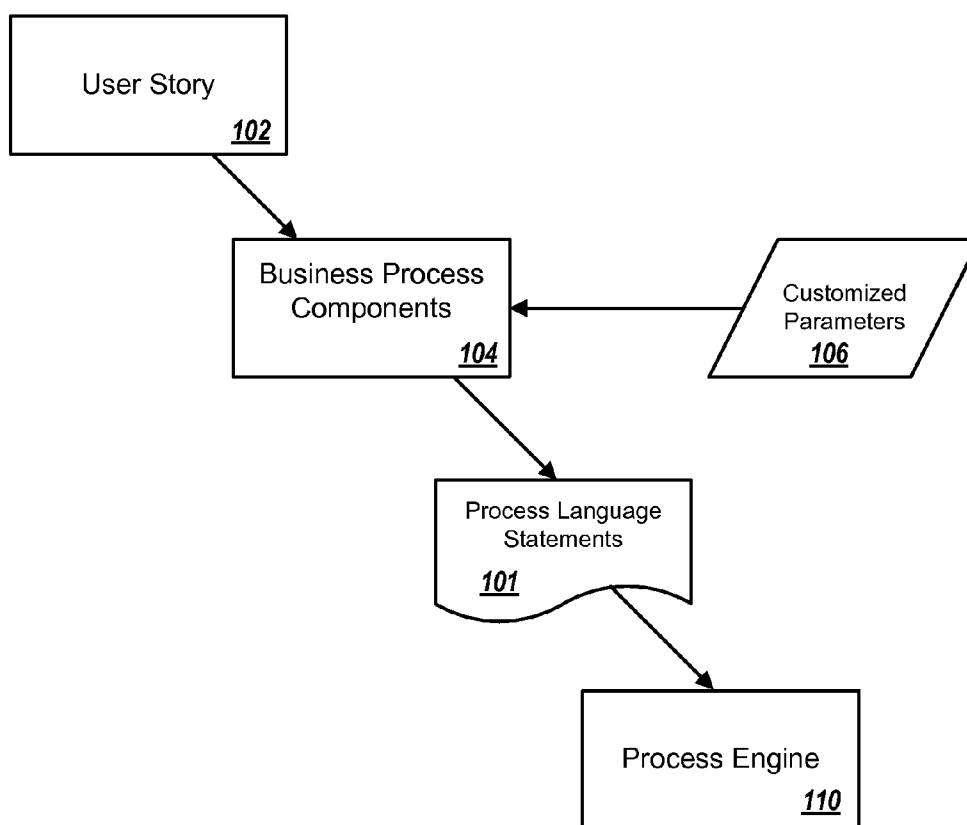 User Story
102
Business Process
Components
104
Customized
Parameters
106
Process Language
Statements
101
Process Engine
110